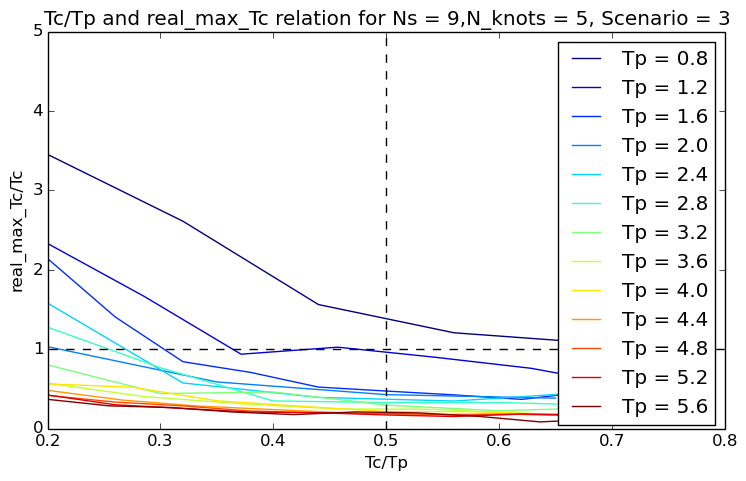 Tc/Tp and real_max_Tc relation for Ns = 9,N_knots = 5, Scenario = 3
real_max_Tc/Tc
5
4
3
2
1
0
0.2 0.3 0.4 0.5 0.6 0.7 0.8
Tc/Tp
Tp = 0.8
Tp = 1.2
Tp = 1.6
Tp = 2.0
Tp = 2.4
Tp = 2.8
Tp = 3.2
Tp = 3.6
Tp = 4.0
Tp = 4.4
Tp = 4.8
Tp = 5.2
Tp = 5.6